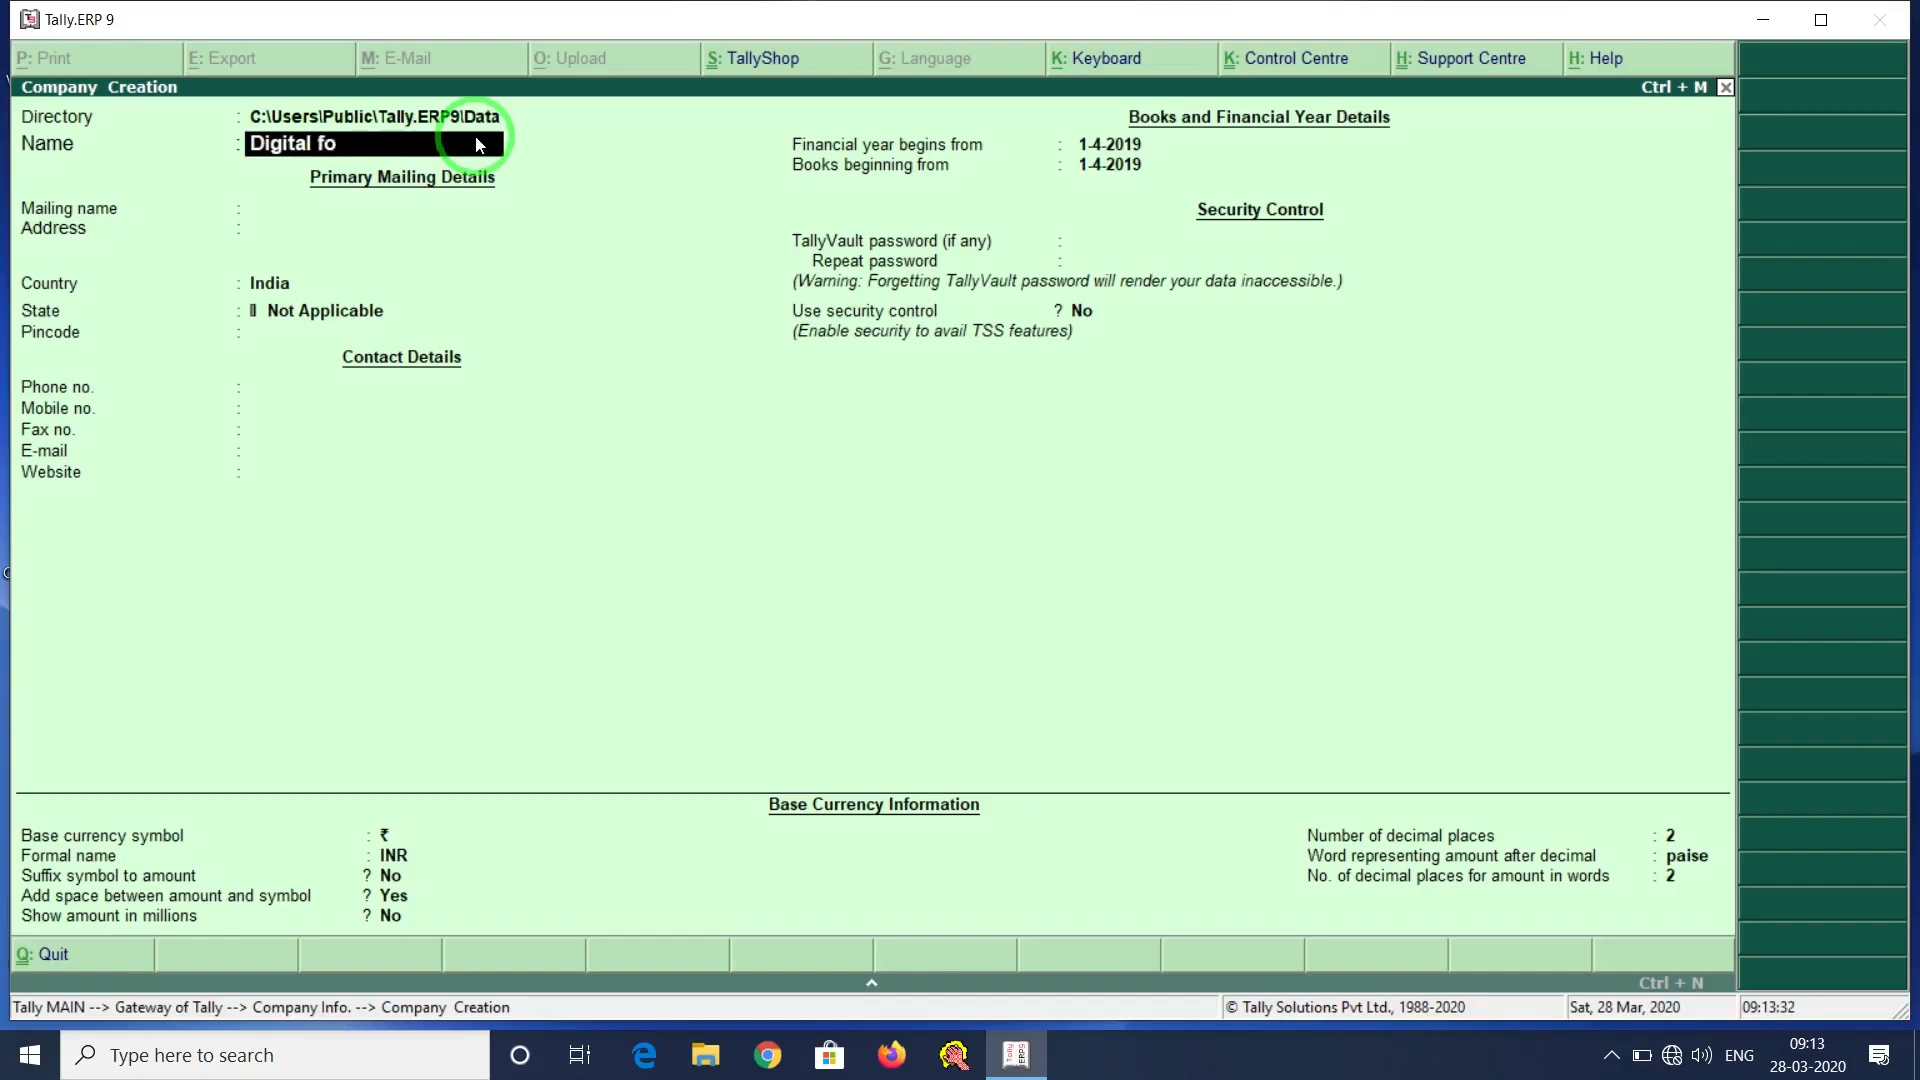 Tally.ERP 9
P: Print E: Export M: E-Mail O: Upload S: TallyShop G: Language K: Keyboard K: Control Centre H: Support Centre H: Help
Company Creation Ctrl + M
Directory : C:\Users\Public\Tally.ERP9\Data
Name : Digital fo
Primary Mailing Details
Mailing name :
Address :
Country : India
State : Not Applicable
Pincode :
Contact Details
Phone no. :
Mobile no. :
Fax no. :
E-mail :
Website :
Books and Financial Year Details
Financial year begins from : 1-4-2019
Books beginning from : 1-4-2019
Security Control
TallyVault password (if any) :
Repeat password :
(Warning: Forgetting TallyVault password will render your data inaccessible.)
Use security control ? No
(Enable security to avail TSS features)
Base Currency Information
Base currency symbol : ₹
Formal name : INR
Suffix symbol to amount ? No
Add space between amount and symbol ? Yes
Show amount in millions ? No
Number of decimal places : 2
Word representing amount after decimal : paise
No. of decimal places for amount in words : 2
Q: Quit
Ctrl + N
Tally MAIN --> Gateway of Tally --> Company Info. --> Company Creation © Tally Solutions Pvt Ltd., 1988-2020 Sat, 28 Mar, 2020 09:13:32
Type here to search
ENG
09:13
28-03-2020